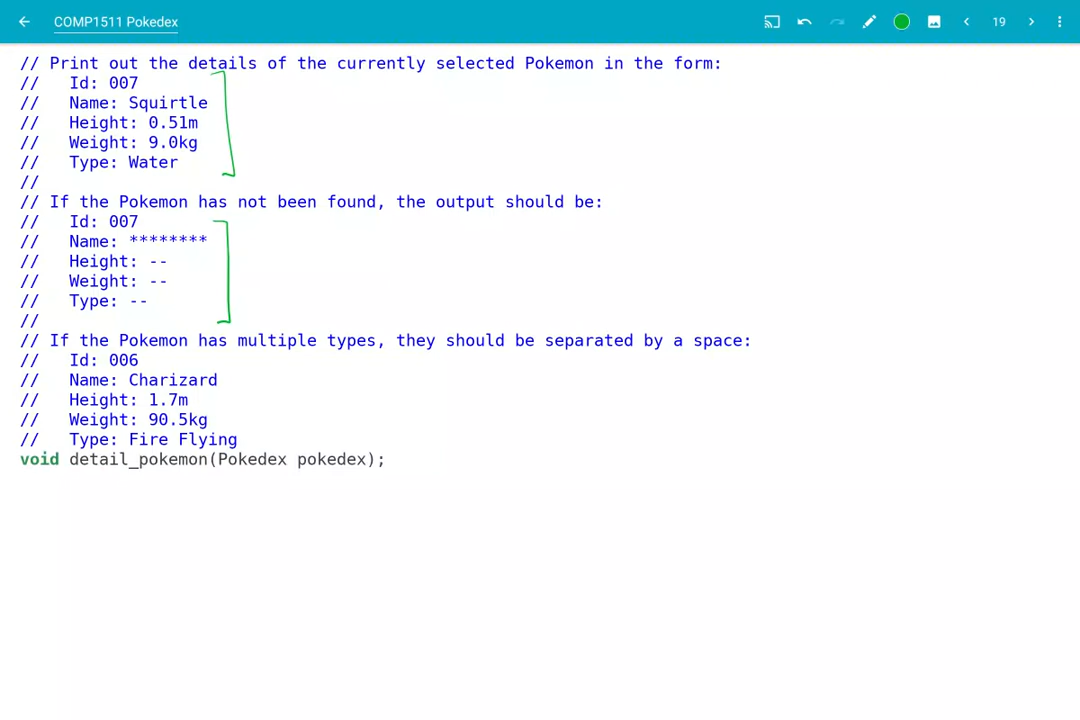 COMP1511 Pokedex
19
// Print out the details of the currently selected Pokemon in the form:
//   Id: 007
//   Name: Squirtle
//   Height: 0.51m
//   Weight: 9.0kg
//   Type: Water
//
// If the Pokemon has not been found, the output should be:
//   Id: 007
//   Name: ********
//   Height: --
//   Weight: --
//   Type: --
//
// If the Pokemon has multiple types, they should be separated by a space:
//   Id: 006
//   Name: Charizard
//   Height: 1.7m
//   Weight: 90.5kg
//   Type: Fire Flying
void detail_pokemon(Pokedex pokedex);